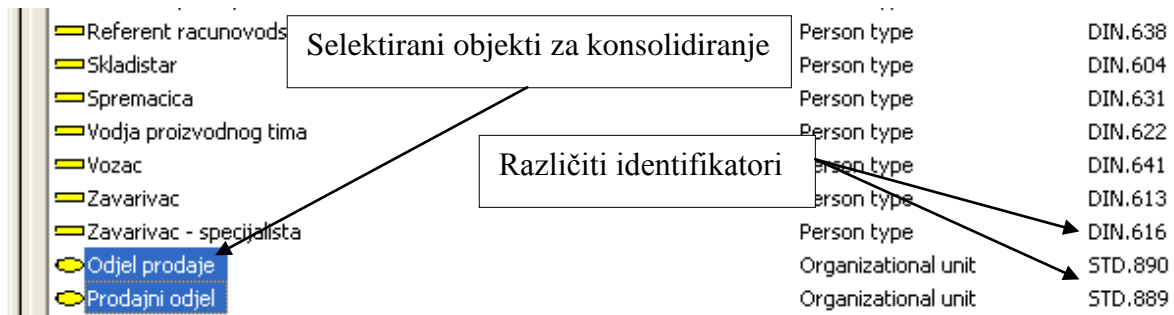 Referent racunovods Person type DIN.638
Selektirani objekti za konsolidiranje
Skladistar Person type DIN.604
Spremacica Person type DIN.631
Vodja proizvodnog tima Person type DIN.622
Različiti identifikatori
Vozac Person type DIN.641
Zavarivac Person type DIN.613
Zavarivac - specijalista Person type DIN.616
Odjel prodaje Organizational unit STD.890
Prodajni odjel Organizational unit STD.889